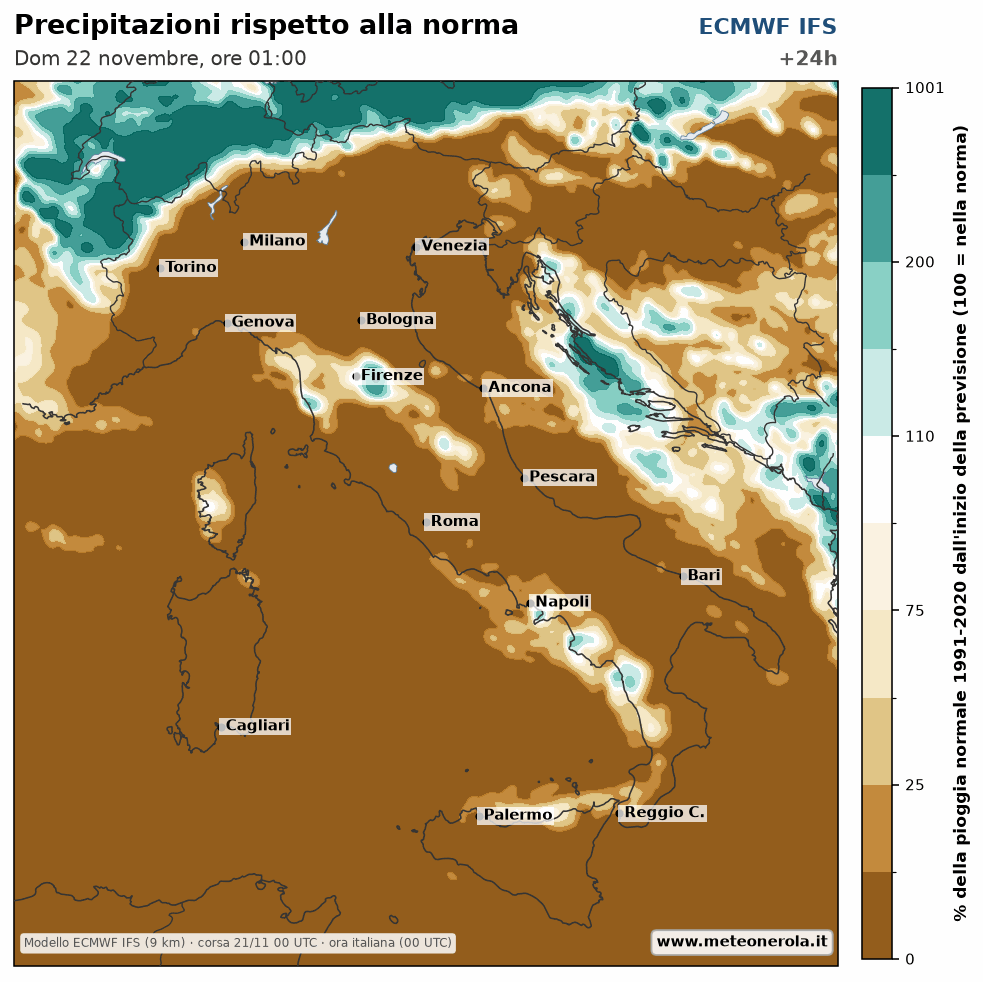 Precipitazioni rispetto alla norma
ECMWF IFS
Dom 22 novembre, ore 01:00
+24h
Milano
Venezia
Torino
Genova
Bologna
Firenze
Ancona
Pescara
Roma
Bari
Napoli
Cagliari
Palermo
Reggio C.
Modello ECMWF IFS (9 km) · corsa 21/11 00 UTC · ora italiana (00 UTC)
www.meteonerola.it
1001
200
110
75
25
0
% della pioggia normale 1991-2020 dall'inizio della previsione (100 = nella norma)